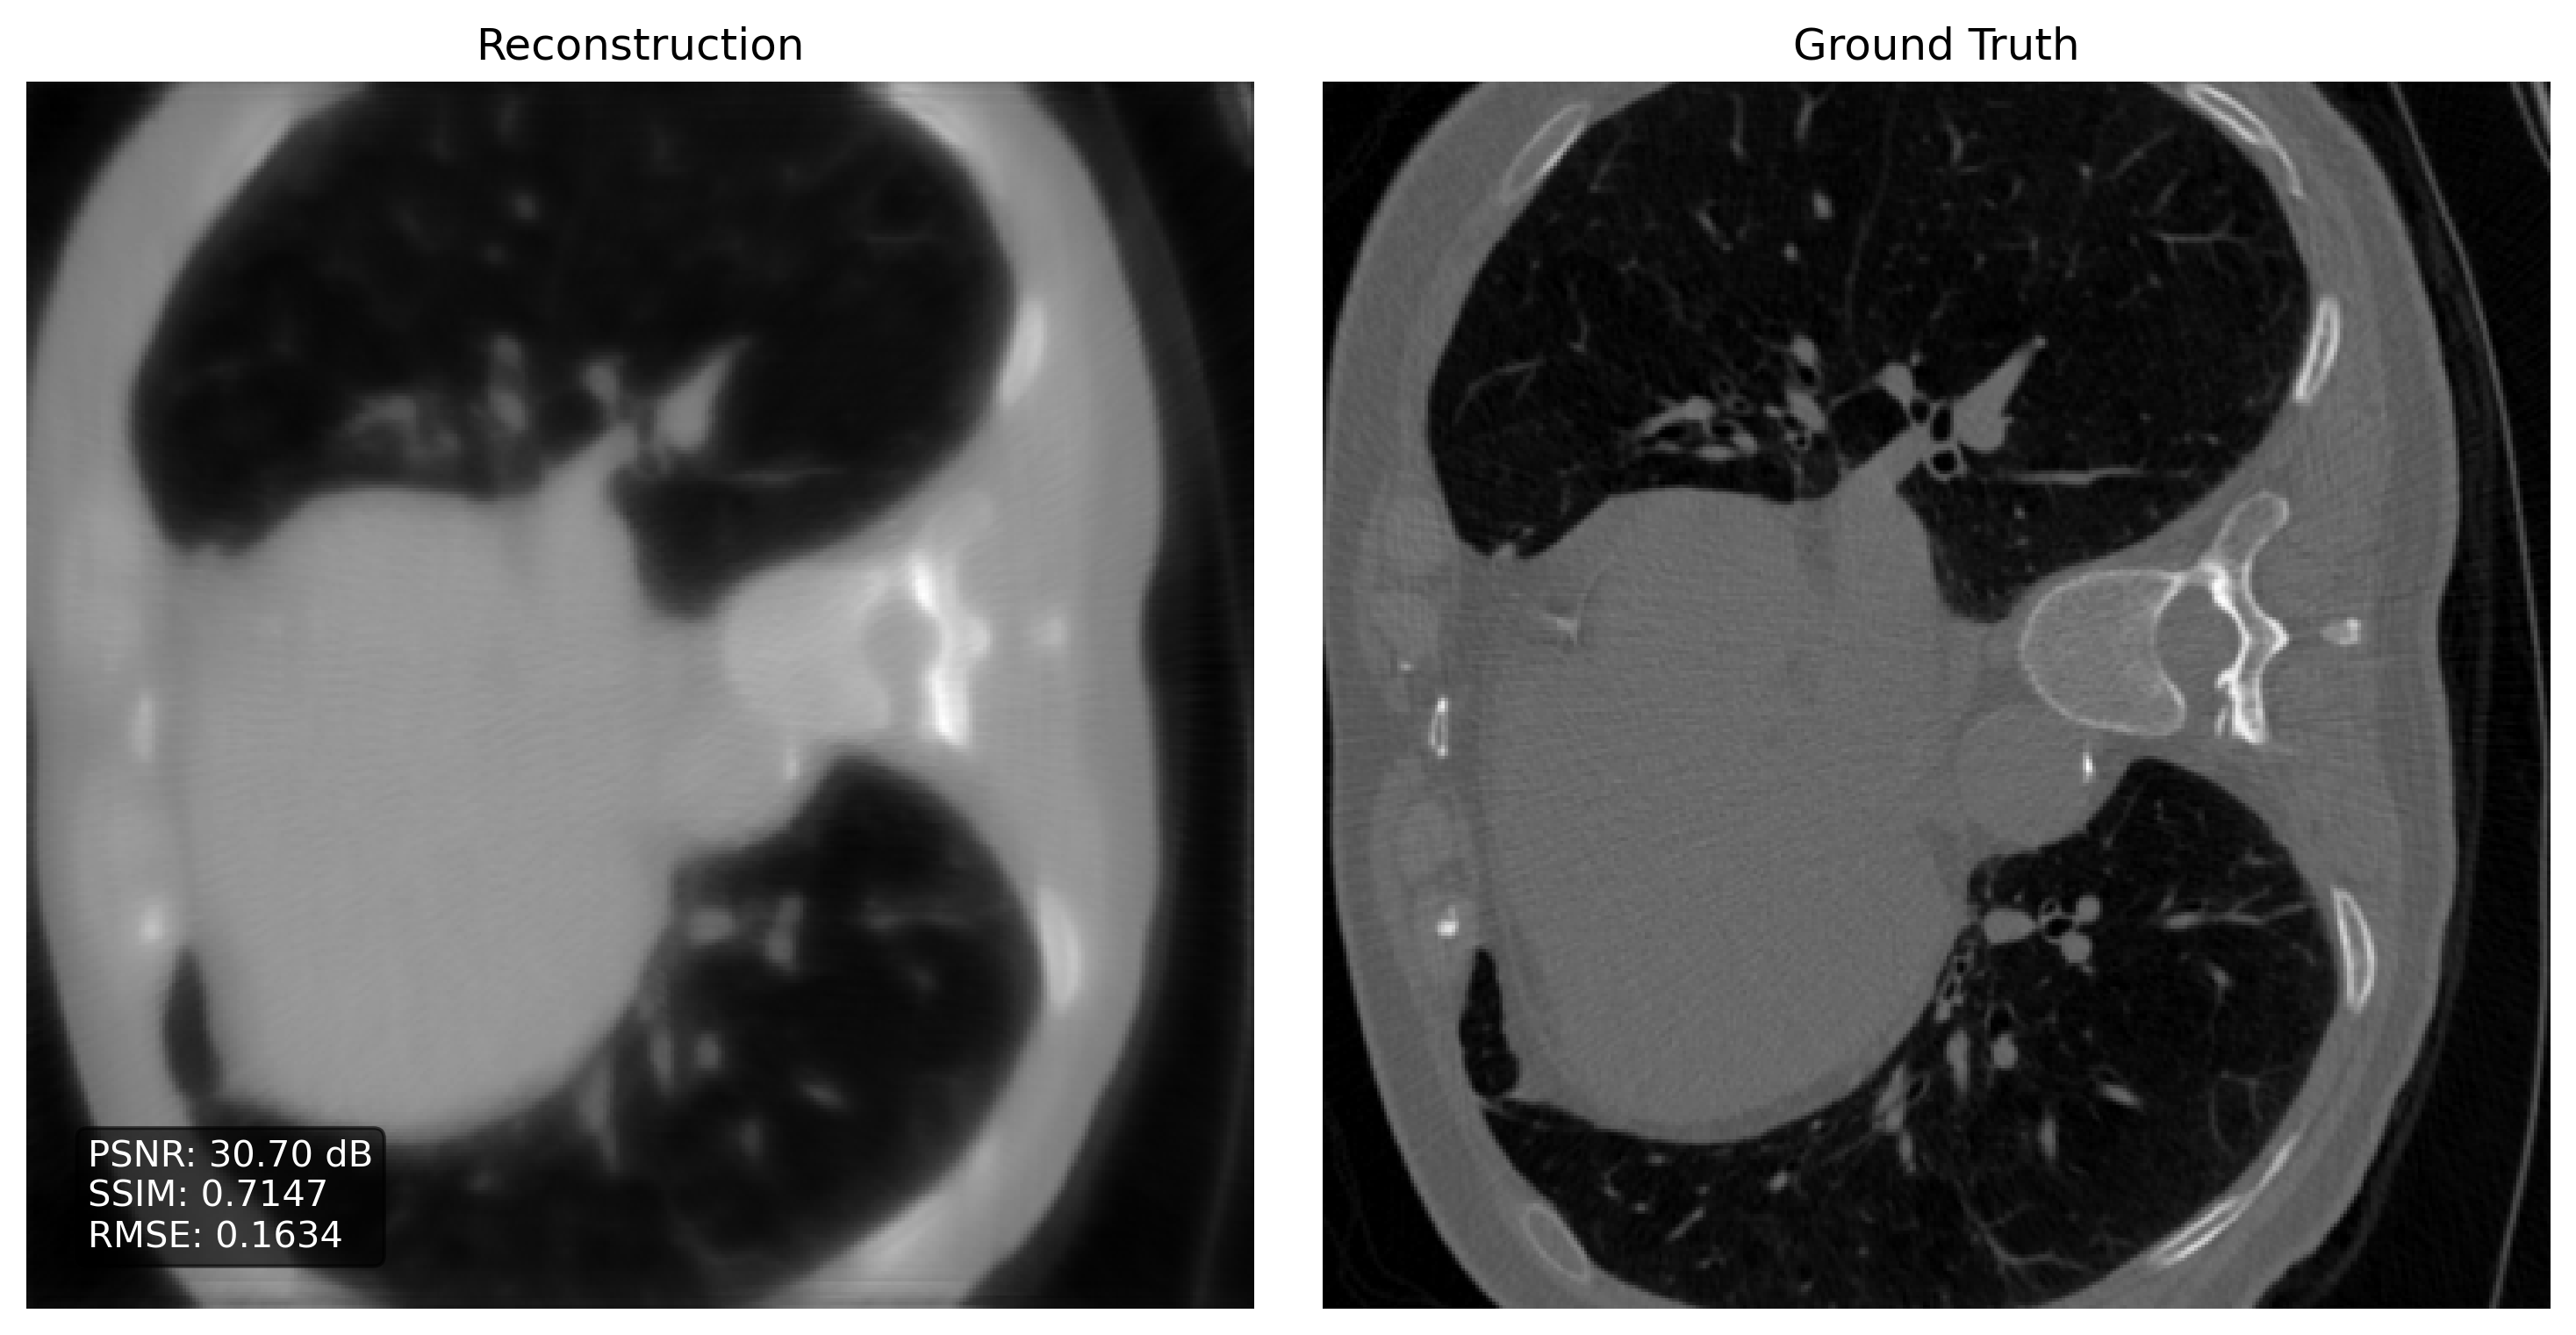 Reconstruction
Ground Truth
PSNR: 30.70 dB
SSIM: 0.7147
RMSE: 0.1634